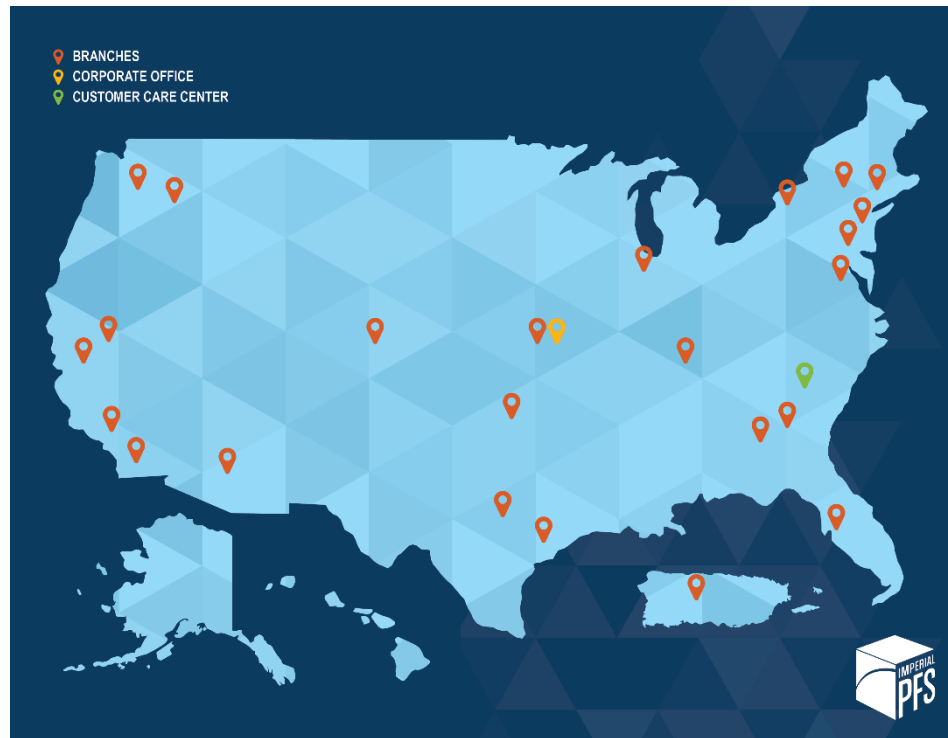 BRANCHES
CORPORATE OFFICE
CUSTOMER CARE CENTER
IMPERIAL
PFS